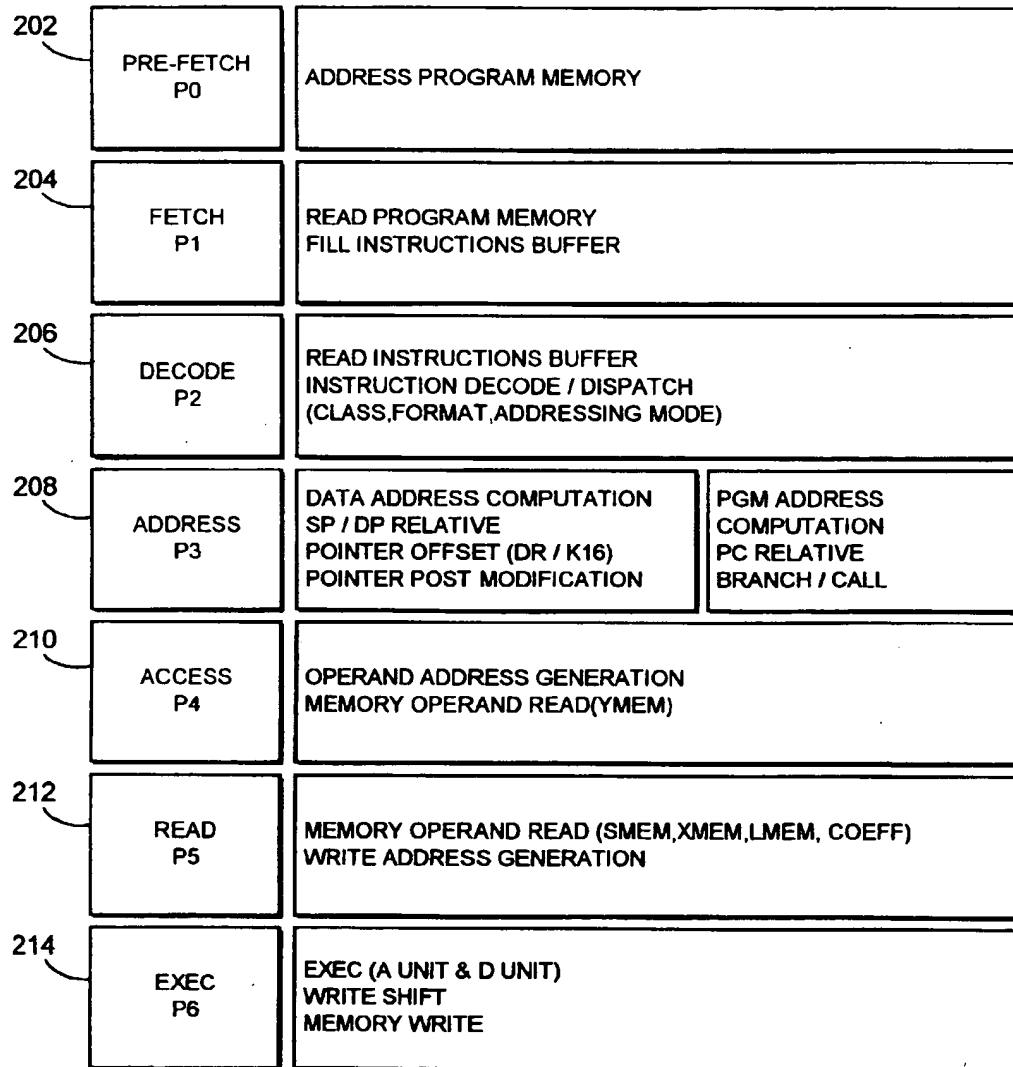 202
PRE-FETCH
P0
ADDRESS PROGRAM MEMORY
204
FETCH
P1
READ PROGRAM MEMORY
FILL INSTRUCTIONS BUFFER
206
DECODE
P2
READ INSTRUCTIONS BUFFER
INSTRUCTION DECODE / DISPATCH
(CLASS,FORMAT,ADDRESSING MODE)
208
ADDRESS
P3
DATA ADDRESS COMPUTATION
SP / DP RELATIVE
POINTER OFFSET (DR / K16)
POINTER POST MODIFICATION
PGM ADDRESS
COMPUTATION
PC RELATIVE
BRANCH / CALL
210
ACCESS
P4
OPERAND ADDRESS GENERATION
MEMORY OPERAND READ(YMEM)
212
READ
P5
MEMORY OPERAND READ (SMEM,XMEM,LMEM, COEFF)
WRITE ADDRESS GENERATION
214
EXEC
P6
EXEC (A UNIT & D UNIT)
WRITE SHIFT
MEMORY WRITE